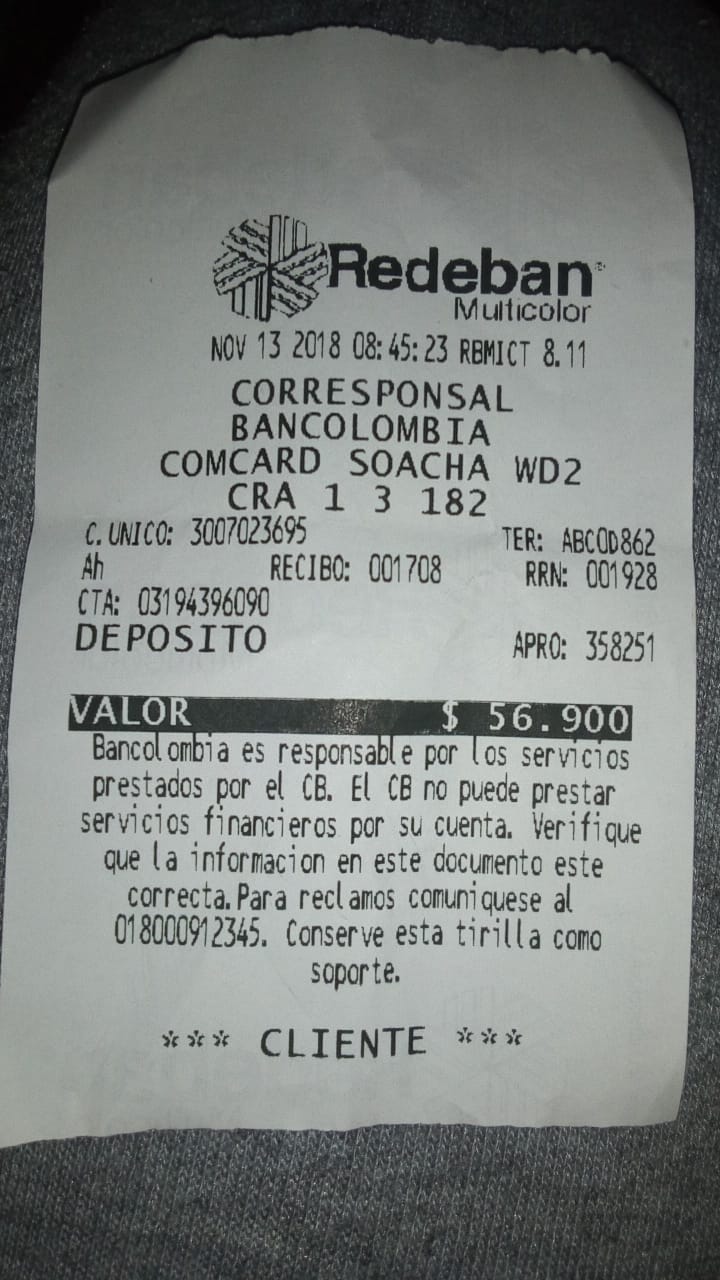 Redeban
Multicolor
NOV 13 2018 08:45:23 RBMICT 8.11
CORRESPONSAL
BANCOLOMBIA
COMCARD SOACHA WD2
CRA 1 3 182
C. UNICO: 3007023695 TER: ABCOD862
Ah RECIBO: 001708 RRN: 001928
CTA: 03194396090
DEPOSITO APRO: 358251
VALOR $ 56.900
Bancolombia es responsable por los servicios
prestados por el CB. El CB no puede prestar
servicios financieros por su cuenta. Verifique
que la informacion en este documento este
correcta.Para reclamos comuniquese al
018000912345. Conserve esta tirilla como
soporte.
*** CLIENTE ***